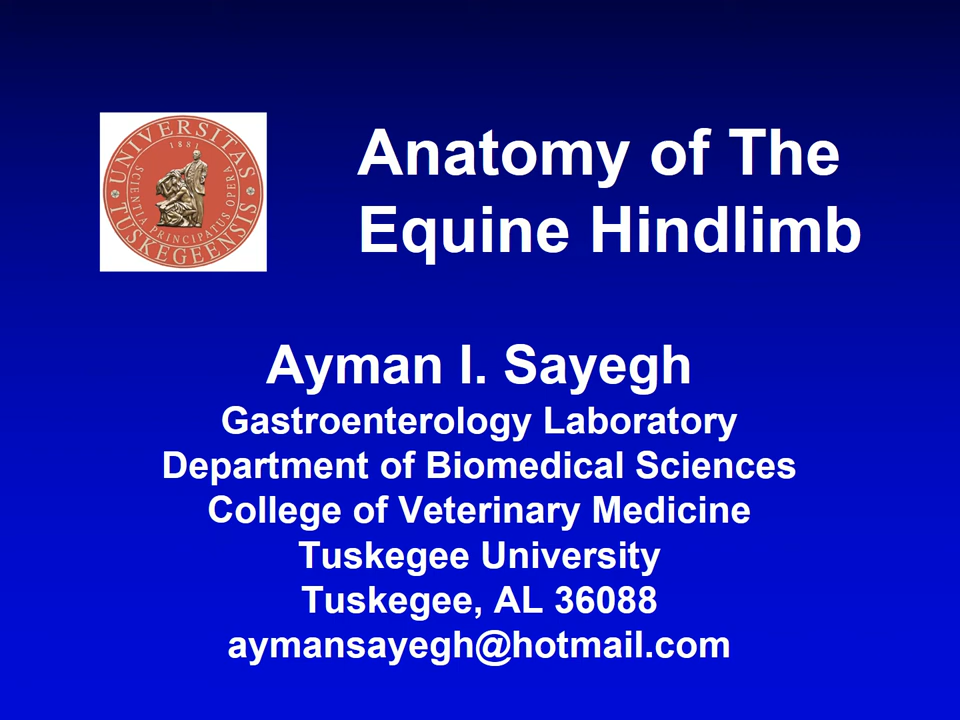 UNIVERSITAS
1881
SCIENTIA PRINCIPATUS OPERA
TUSKEGEENSIS
Anatomy of The
Equine Hindlimb
Ayman I. Sayegh
Gastroenterology Laboratory
Department of Biomedical Sciences
College of Veterinary Medicine
Tuskegee University
Tuskegee, AL 36088
aymansayegh@hotmail.com